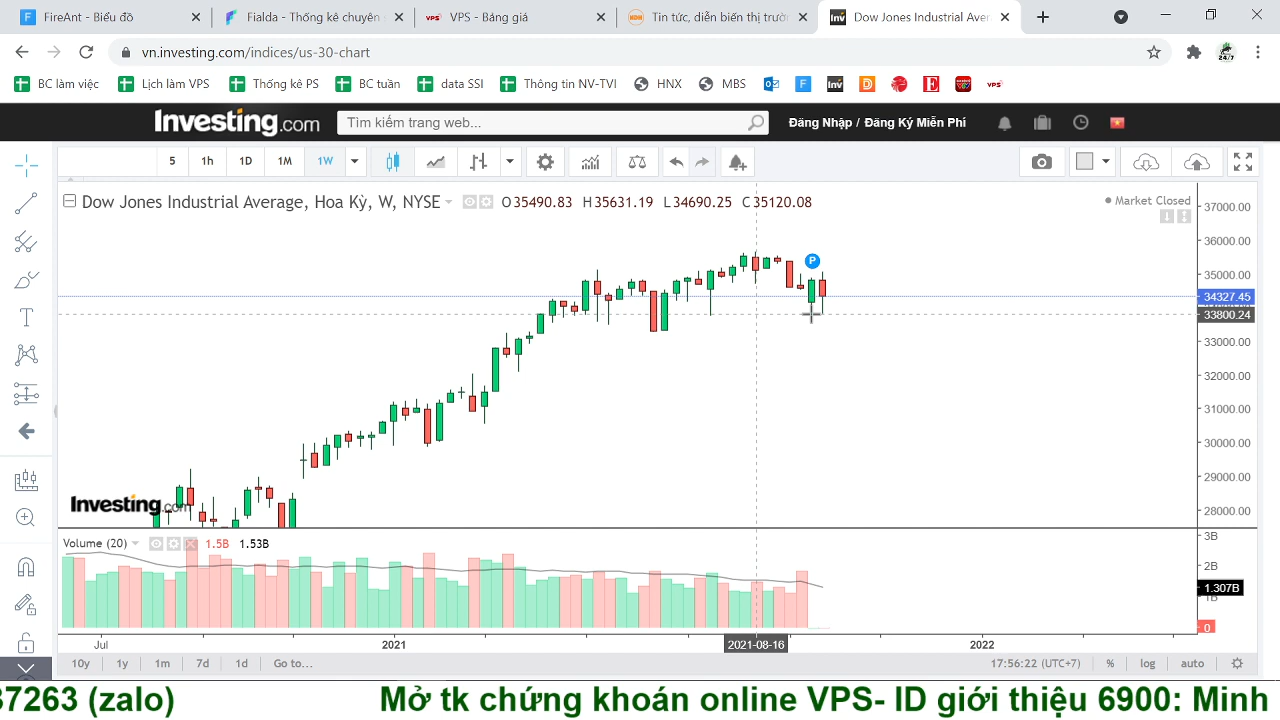 FireAnt - Biểu đồ
Fialda - Thống kê chuyên
VPS - Bảng giá
Tin tức, diễn biến thị trườ
Dow Jones Industrial Aver
vn.investing.com/indices/us-30-chart
24/7
BC làm việc
Lịch làm VPS
Thống kê PS
BC tuần
data SSI
Thông tin NV-TVI
HNX
MBS
Investing.com
Tìm kiếm trang web...
Đăng Nhập / Đăng Ký Miễn Phí
5 1h 1D 1M 1W
Dow Jones Industrial Average, Hoa Kỳ, W, NYSE
O35490.83 H35631.19 L34690.25 C35120.08
Market Closed
P
37000.00
36000.00
35000.00
34327.45
33800.24
33000.00
32000.00
31000.00
30000.00
29000.00
28000.00
Investing.com
Volume (20)
1.5B 1.53B
3B
2B
1.307B
1B
0
Jul
2021
2021-08-16
2022
10y 1y 1m 7d 1d Go to...
17:56:22 (UTC+7) % log auto
37263 (zalo)
Mở tk chứng khoán online VPS- ID giới thiệu 6900: Minh